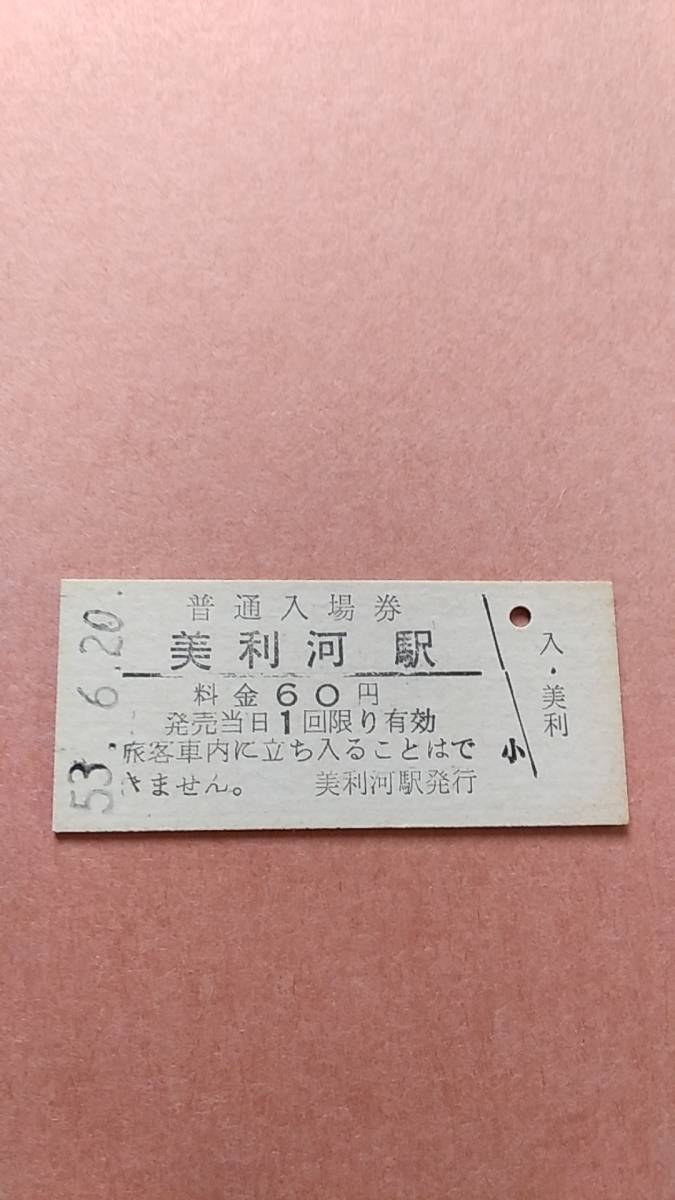 普通入場券
美利河駅
料金60円
発売当日1回限り有効
旅客車内に立ち入ることはで
きません。 美利河駅発行
53.6.20.
小
入・美利